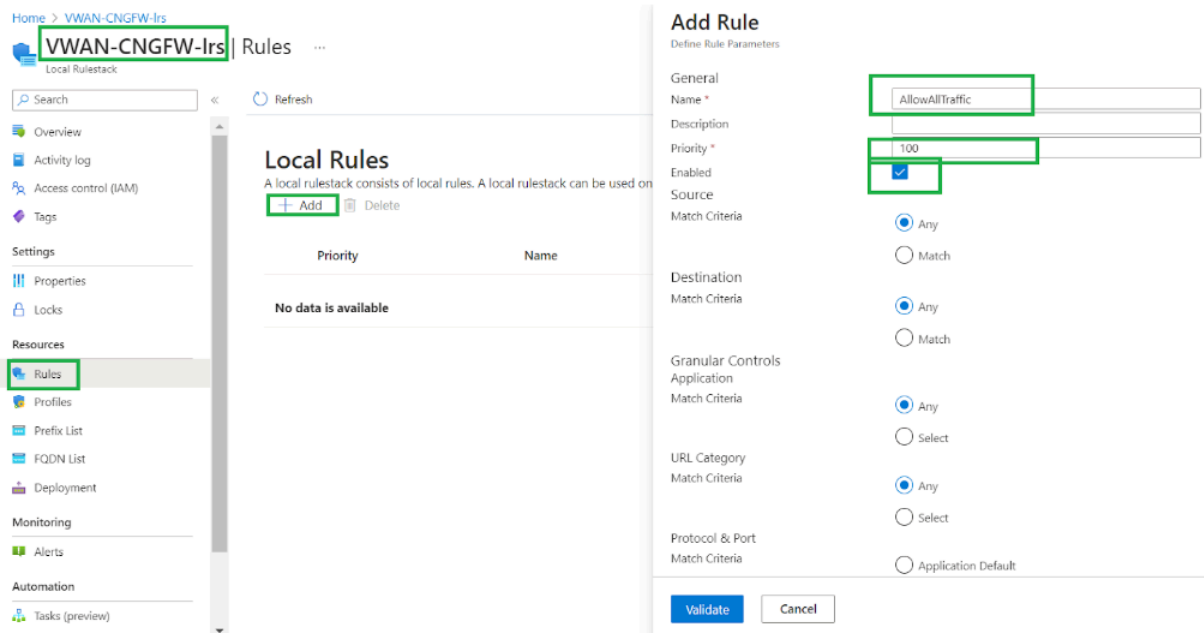 Home > VWAN-CNGFW-lrs
VWAN-CNGFW-lrs | Rules ...
Local Rulestack
Search «
Overview
Activity log
Access control (IAM)
Tags
Settings
Properties
Locks
Resources
Rules
Profiles
Prefix List
FQDN List
Deployment
Monitoring
Alerts
Automation
Tasks (preview)
Refresh
Local Rules
A local rulestack consists of local rules. A local rulestack can be used on
+ Add Delete
Priority Name
No data is available
Add Rule
Define Rule Parameters
General
Name * AllowAllTraffic
Description
Priority * 100
Enabled
Source
Match Criteria Any
Match
Destination
Match Criteria Any
Match
Granular Controls
Application
Match Criteria Any
Select
URL Category
Match Criteria Any
Select
Protocol & Port
Match Criteria Application Default
Validate Cancel